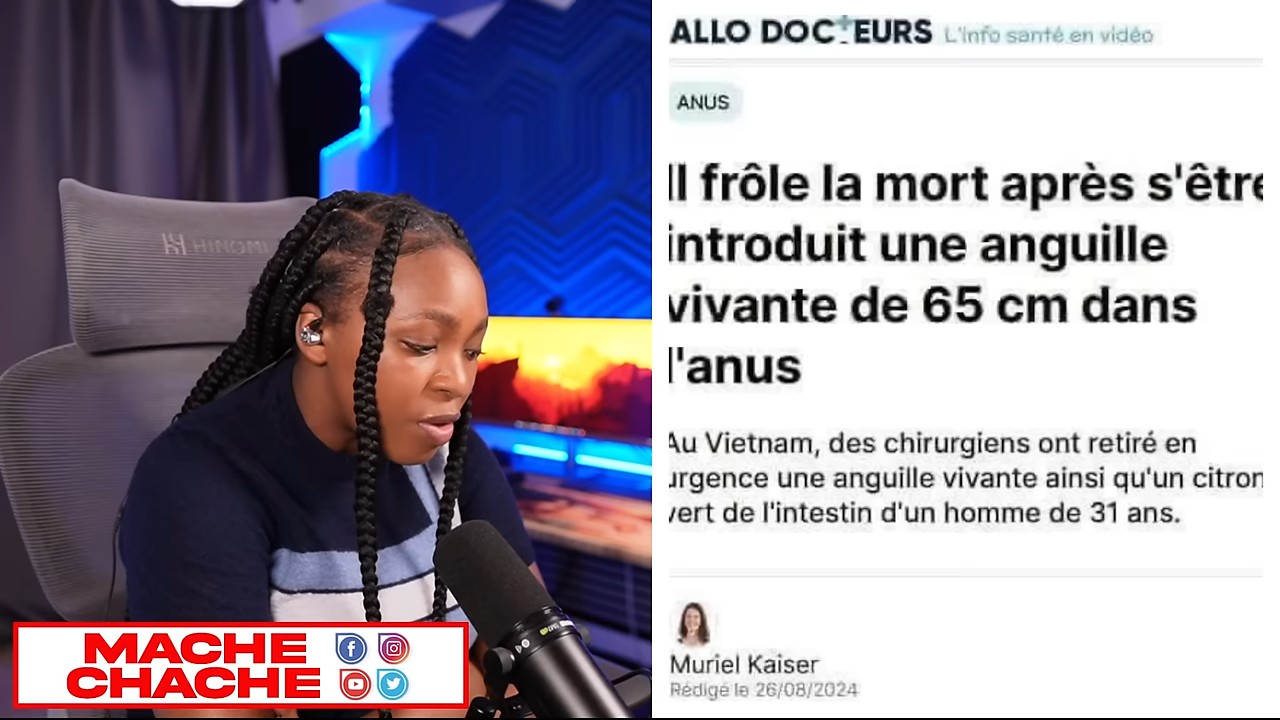 HINOMI
MACHE
CHACHE
ALLO DOCTEURS L'info santé en vidéo
ANUS
Il frôle la mort après s'être
introduit une anguille
vivante de 65 cm dans
l'anus
Au Vietnam, des chirurgiens ont retiré en
urgence une anguille vivante ainsi qu'un citron
vert de l'intestin d'un homme de 31 ans.
Muriel Kaiser
Rédigé le 26/08/2024